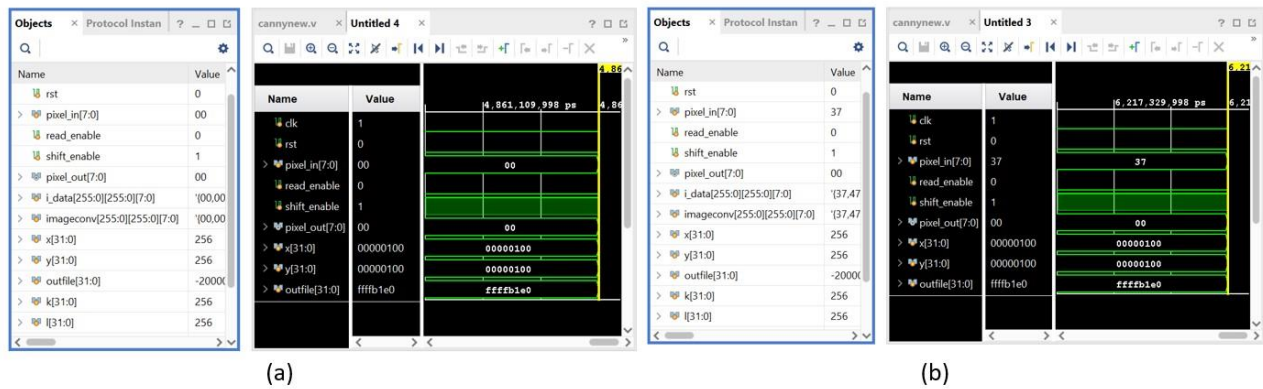 Objects × Protocol Instan ? _ □
Name Value
rst 0
> pixel_in[7:0] 00
read_enable 0
shift_enable 1
> pixel_out[7:0] 00
> i_data[255:0][255:0][7:0] '(00,00
> imageconv[255:0][255:0][7:0] '(00,00
> x[31:0] 256
> y[31:0] 256
> outfile[31:0] -2000(
> k[31:0] 256
> l[31:0] 256
cannynew.v × Untitled 4 × ? □
»
4,86
Name Value 4,861,109,998 ps 4,86
clk 1
rst 0
> pixel_in[7:0] 00 00
read_enable 0
shift_enable 1
> pixel_out[7:0] 00 00
> x[31:0] 00000100 00000100
> y[31:0] 00000100 00000100
> outfile[31:0] ffffb1e0 ffffb1e0
(a)
Objects × Protocol Instan ? _ □
Name Value
rst 0
> pixel_in[7:0] 37
read_enable 0
shift_enable 1
> pixel_out[7:0] 00
> i_data[255:0][255:0][7:0] '(37,47
> imageconv[255:0][255:0][7:0] '(37,47
> x[31:0] 256
> y[31:0] 256
> outfile[31:0] -2000(
> k[31:0] 256
> l[31:0] 256
cannynew.v × Untitled 3 × ? □
»
6,21
Name Value 6,217,329,998 ps 6,21
clk 1
rst 0
> pixel_in[7:0] 37 37
read_enable 0
shift_enable 1
> pixel_out[7:0] 00 00
> x[31:0] 00000100 00000100
> y[31:0] 00000100 00000100
> outfile[31:0] ffffb1e0 ffffb1e0
(b)